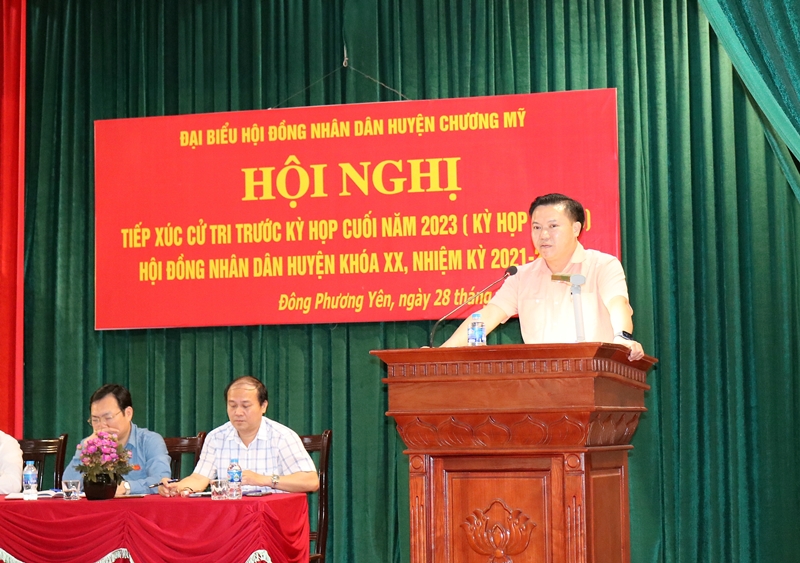 ĐẠI BIỂU HỘI ĐỒNG NHÂN DÂN HUYỆN CHƯƠNG MỸ
HỘI NGHỊ
TIẾP XÚC CỬ TRI TRƯỚC KỲ HỌP CUỐI NĂM 2023 ( KỲ HỌP )
HỘI ĐỒNG NHÂN DÂN HUYỆN KHÓA XX, NHIỆM KỲ 2021-
Đông Phương Yên, ngày 28 tháng